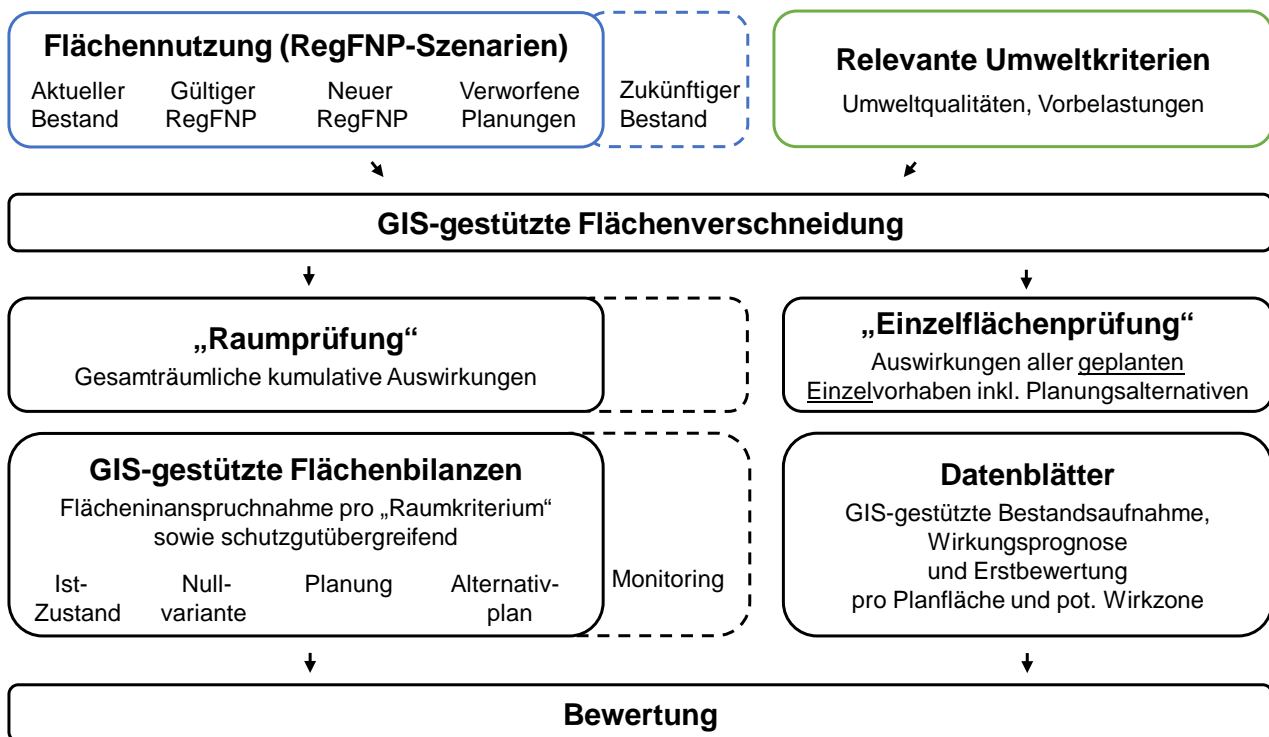 Flächennutzung (RegFNP-Szenarien)
Aktueller
Bestand
Gültiger
RegFNP
Neuer
RegFNP
Verworfene
Planungen
Zukünftiger
Bestand
Relevante Umweltkriterien
Umweltqualitäten, Vorbelastungen
GIS-gestützte Flächenverschneidung
„Raumprüfung“
Gesamträumliche kumulative Auswirkungen
„Einzelflächenprüfung“
Auswirkungen aller geplanten
Einzelvorhaben inkl. Planungsalternativen
GIS-gestützte Flächenbilanzen
Flächeninanspruchnahme pro „Raumkriterium“
sowie schutzgutübergreifend
Ist-
Zustand
Null-
variante
Planung
Alternativ-
plan
Monitoring
Datenblätter
GIS-gestützte Bestandsaufnahme,
Wirkungsprognose
und Erstbewertung
pro Planfläche und pot. Wirkzone
Bewertung